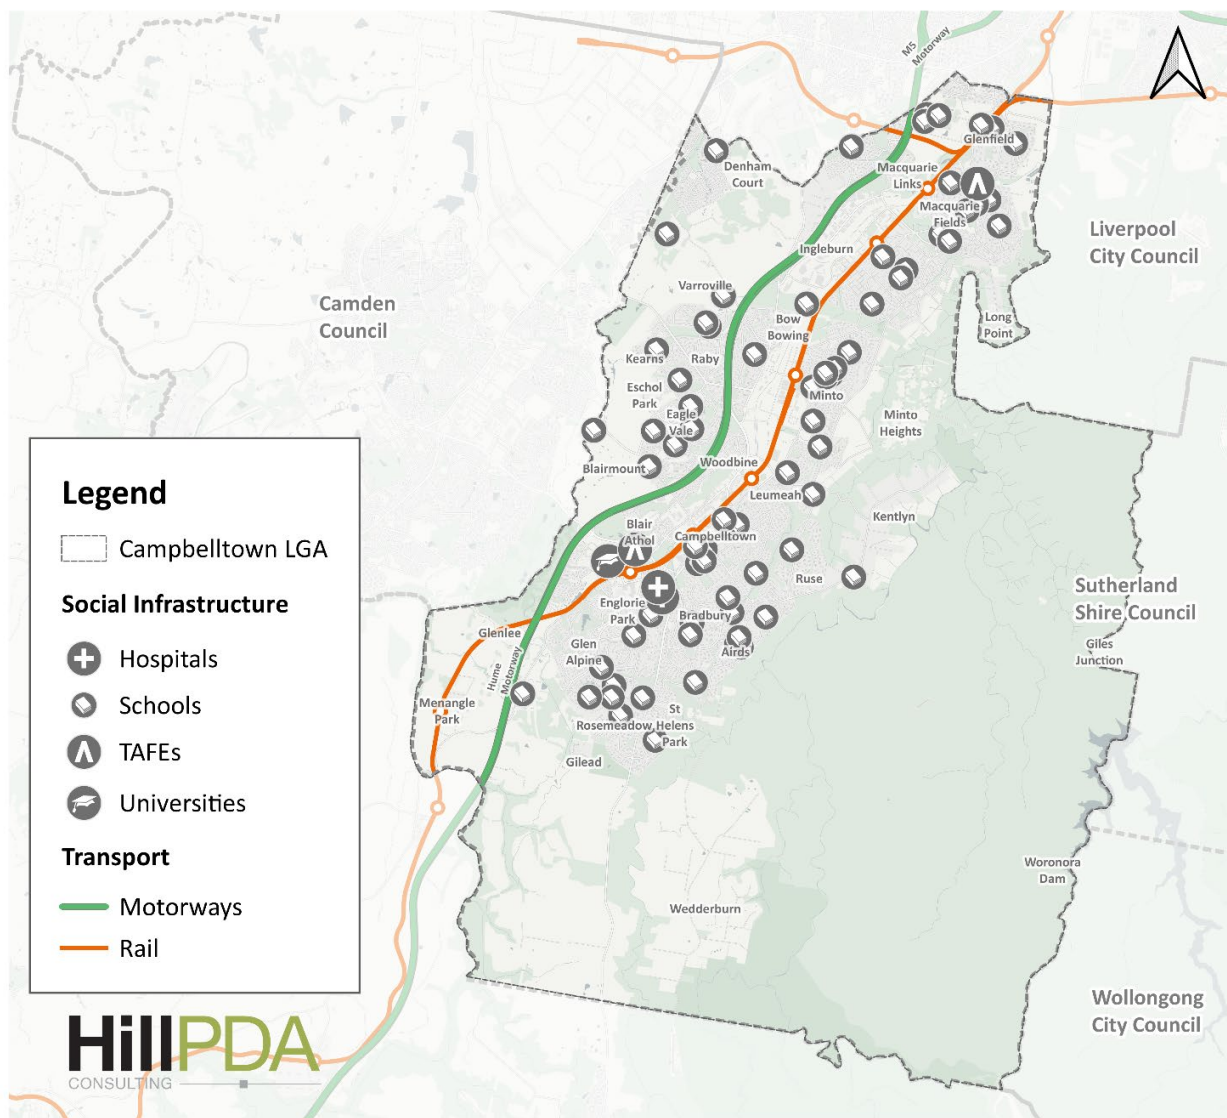 M5
Motorway
Glenfield
Denham
Court
Macquarie
Links
Macquarie
Fields
Liverpool
City Council
Ingleburn
Camden
Council
Varroville
Bow
Bowing
Long
Point
Kearns
Raby
Eschol
Park
Minto
Eagle
Vale
Minto
Heights
Woodbine
Blairmount
Leumeah
Kentlyn
Blair
Athol
Campbelltown
Ruse
Sutherland
Shire Council
Englorie
Park
Bradbury
Glenlee
Glen
Alpine
Airds
Giles
Junction
Hume
Motorway
Menangle
Park
St
Helens
Park
Rosemeadow
Gilead
Woronora
Dam
Wedderburn
Wollongong
City Council
Legend
Campbelltown LGA
Social Infrastructure
Hospitals
Schools
TAFEs
Universities
Transport
Motorways
Rail
HillPDA
CONSULTING